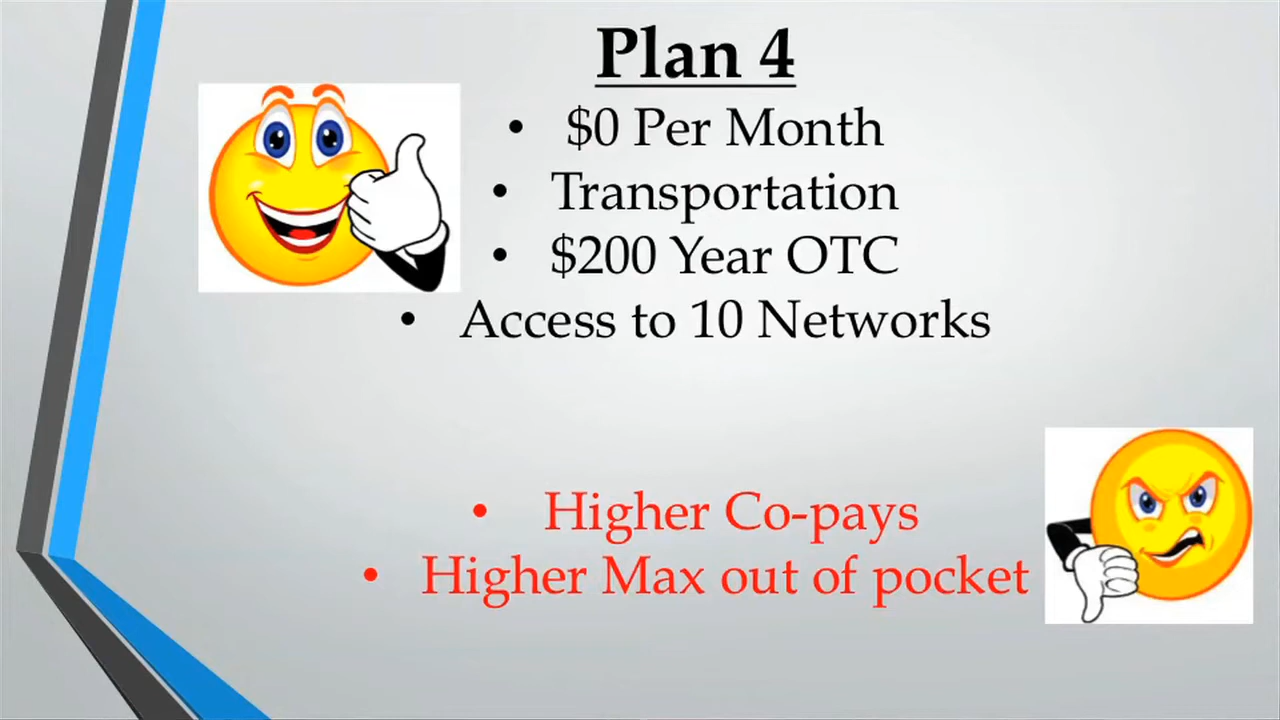 Plan 4
• $0 Per Month
• Transportation
• $200 Year OTC
• Access to 10 Networks
• Higher Co-pays
• Higher Max out of pocket